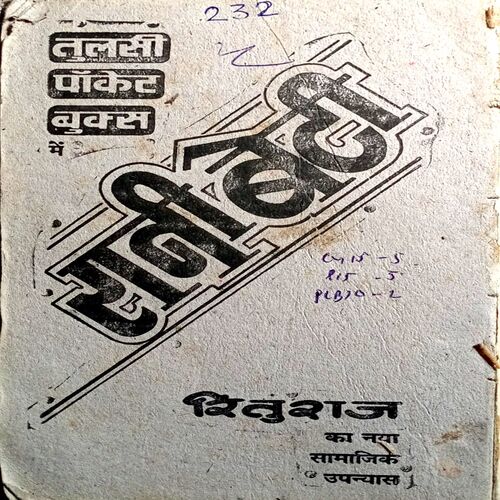 232
तुलसी
पॉकेट
बुक्स
में
रानी बेटी
रितुराज
का नया
सामाजिक
उपन्यास